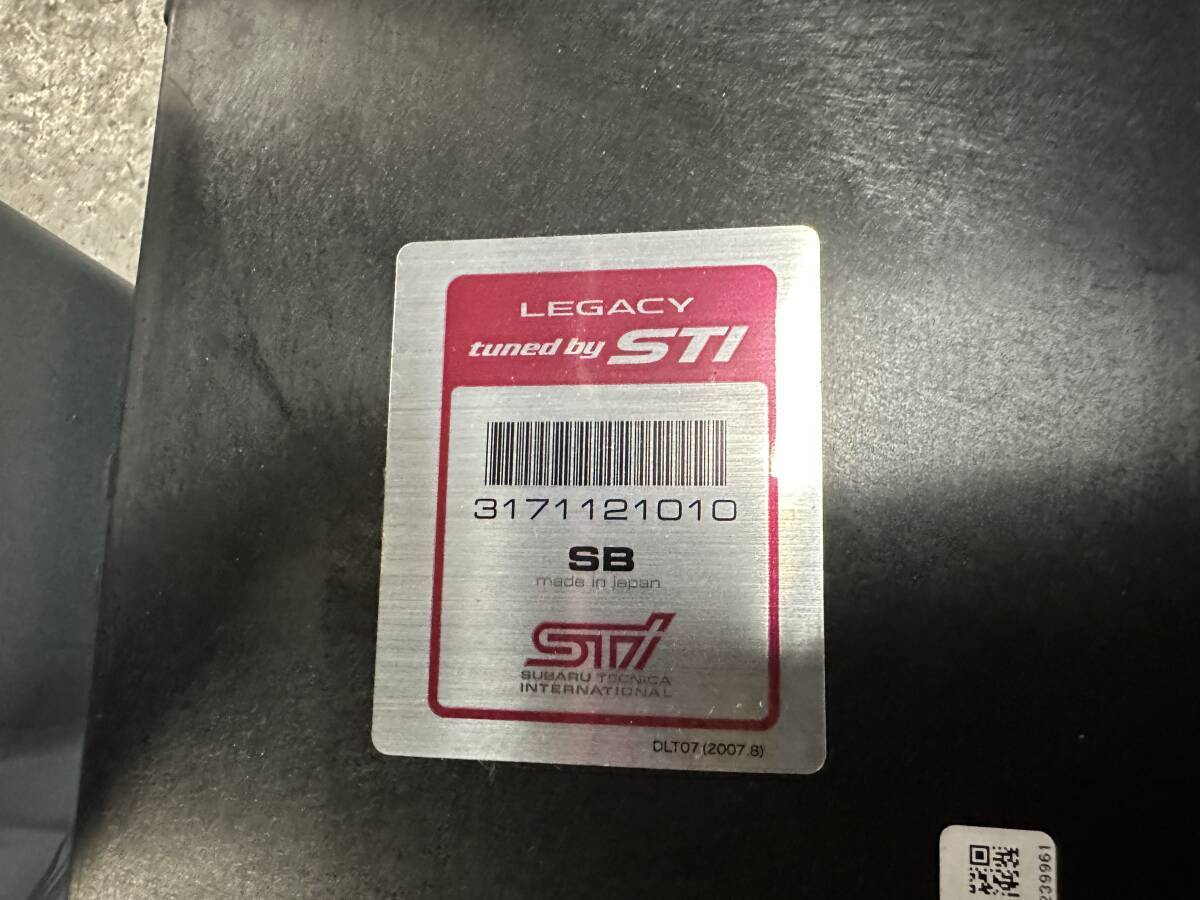 LEGACY
tuned by STI
3171121010
SB
made in japan
STi
SUBARU TECNICA
INTERNATIONAL
DLT07 (2007.8)